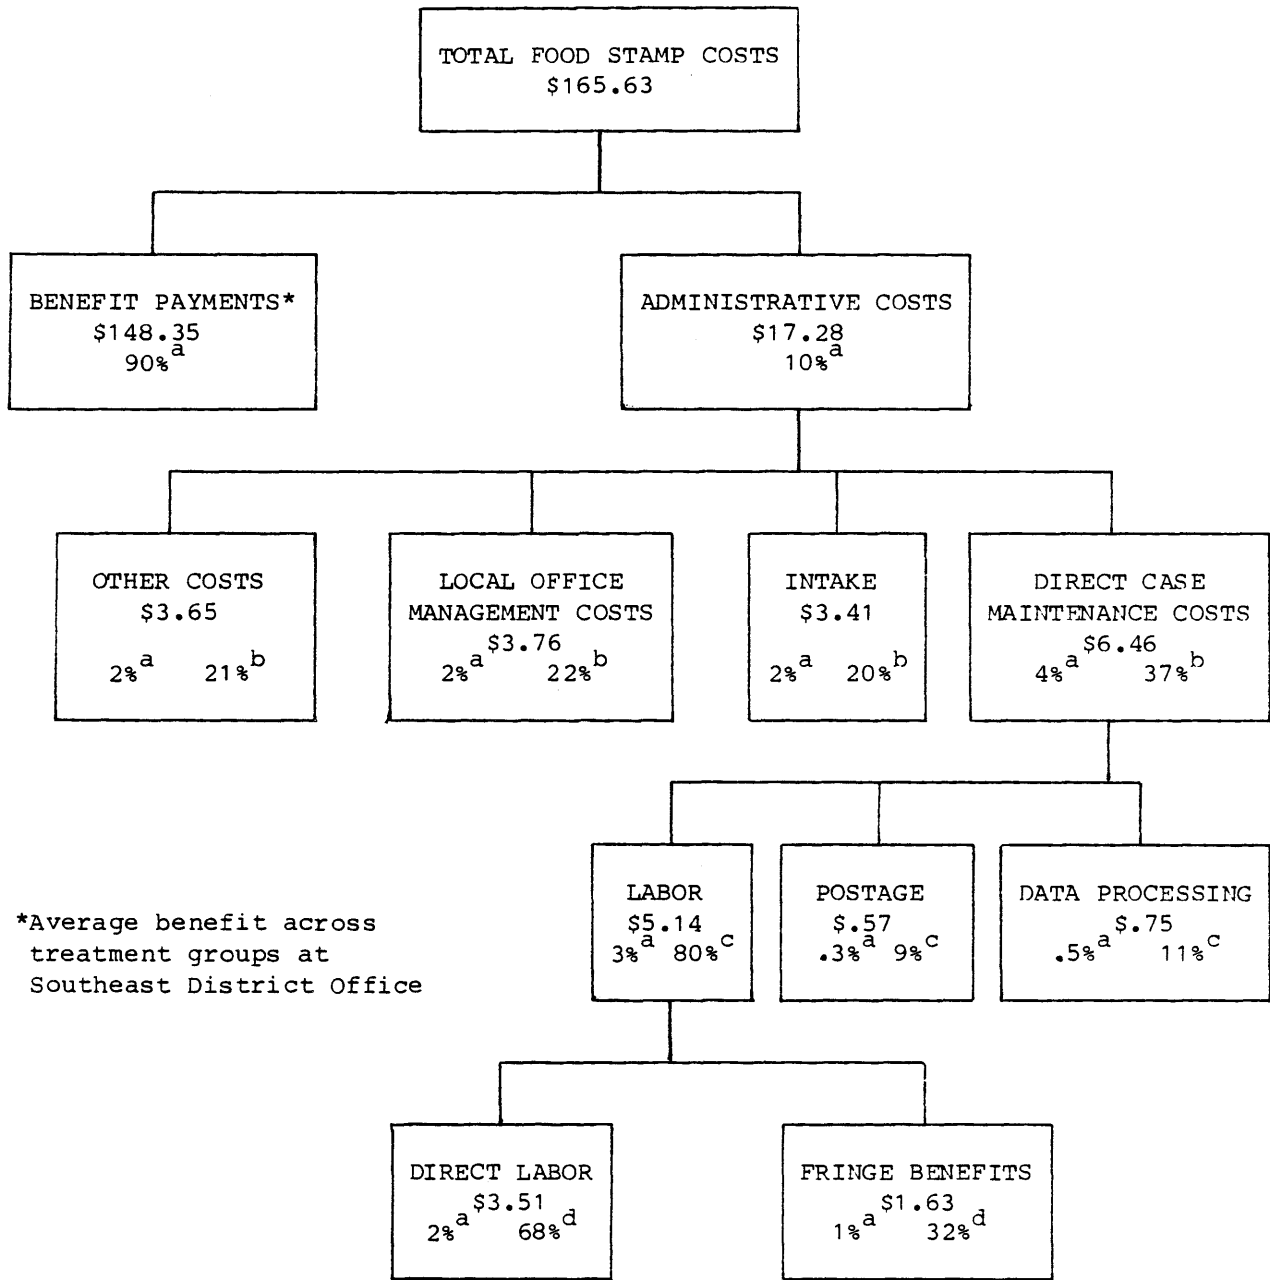 TOTAL FOOD STAMP COSTS
$165.63
BENEFIT PAYMENTS*
$148.35
90%a
ADMINISTRATIVE COSTS
$17.28
10%a
OTHER COSTS
$3.65
2%a 21%b
LOCAL OFFICE
MANAGEMENT COSTS
$3.76
2%a 22%b
INTAKE
$3.41
2%a 20%b
DIRECT CASE
MAINTENANCE COSTS
$6.46
4%a 37%b
LABOR
$5.14
3%a 80%c
POSTAGE
$.57
.3%a 9%c
DATA PROCESSING
$.75
.5%a 11%c
*Average benefit across
treatment groups at
Southeast District Office
DIRECT LABOR
$3.51
2%a 68%d
FRINGE BENEFITS
$1.63
1%a 32%d